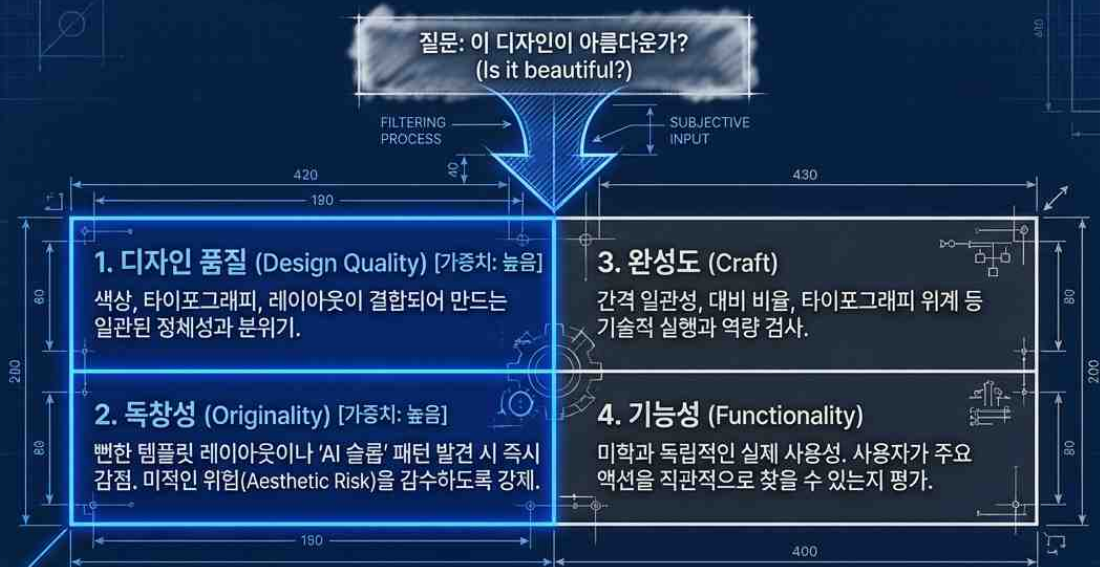 질문: 이 디자인이 아름다운가?
(Is it beautiful?)
FILTERING
PROCESS
SUBJECTIVE
INPUT
40
420
190
430
1. 디자인 품질 (Design Quality) [가중치: 높음]
색상, 타이포그래피, 레이아웃이 결합되어 만드는
일관된 정체성과 분위기.
3. 완성도 (Craft)
간격 일관성, 대비 비율, 타이포그래피 위계 등
기술적 실행과 역량 검사.
60
80
200
200
2. 독창성 (Originality) [가중치: 높음]
뻔한 템플릿 레이아웃이나 'AI 슬롭' 패턴 발견 시 즉시
감점. 미적인 위험(Aesthetic Risk)을 감수하도록 강제.
4. 기능성 (Functionality)
미학과 독립적인 실제 사용성. 사용자가 주요
액션을 직관적으로 찾을 수 있는지 평가.
80
80
150
400